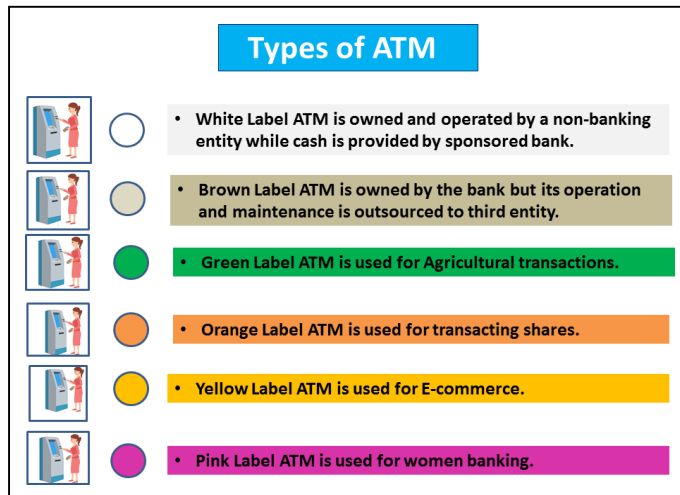 Types of ATM
• White Label ATM is owned and operated by a non-banking
entity while cash is provided by sponsored bank.
• Brown Label ATM is owned by the bank but its operation
and maintenance is outsourced to third entity.
• Green Label ATM is used for Agricultural transactions.
• Orange Label ATM is used for transacting shares.
• Yellow Label ATM is used for E-commerce.
• Pink Label ATM is used for women banking.